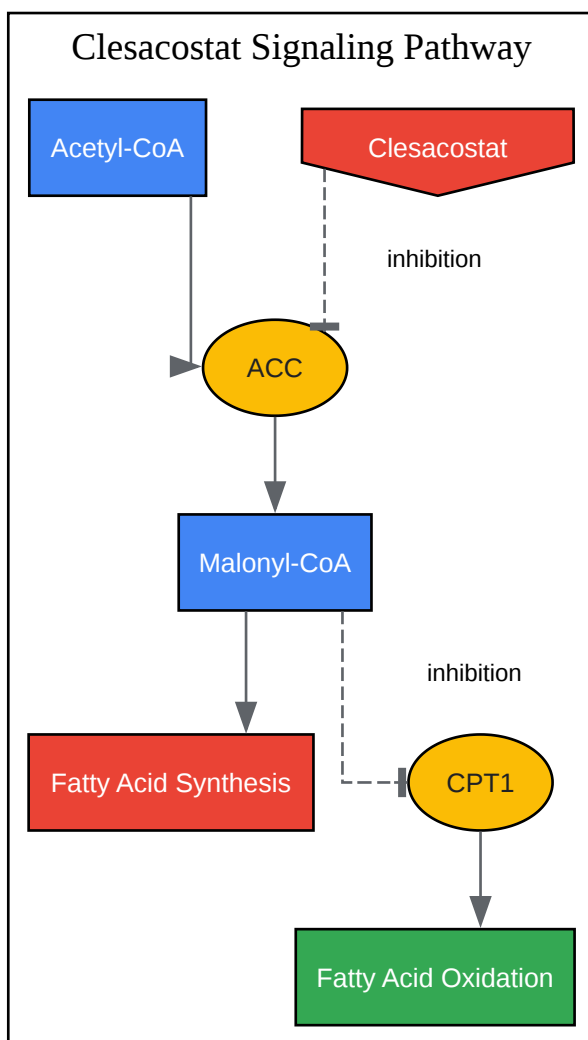 Clesacostat Signaling Pathway
Acetyl-CoA
Clesacostat
inhibition
ACC
Malonyl-CoA
inhibition
Fatty Acid Synthesis
CPT1
Fatty Acid Oxidation